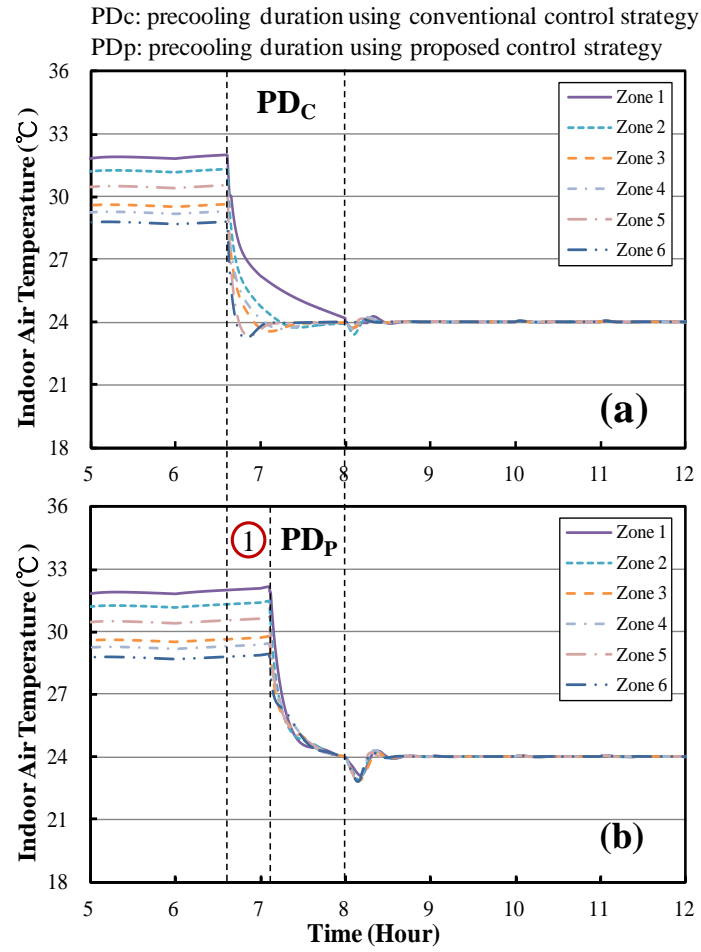 PDc: precooling duration using conventional control strategy
PDp: precooling duration using proposed control strategy
Indoor Air Temperature (℃)
36
33
30
27
24
21
18
PDC
Zone 1
Zone 2
Zone 3
Zone 4
Zone 5
Zone 6
(a)
5 6 7 8 9 10 11 12
Indoor Air Temperature (℃)
36
33
30
27
24
21
18
① PDP
Zone 1
Zone 2
Zone 3
Zone 4
Zone 5
Zone 6
(b)
5 6 7 8 9 10 11 12
Time (Hour)